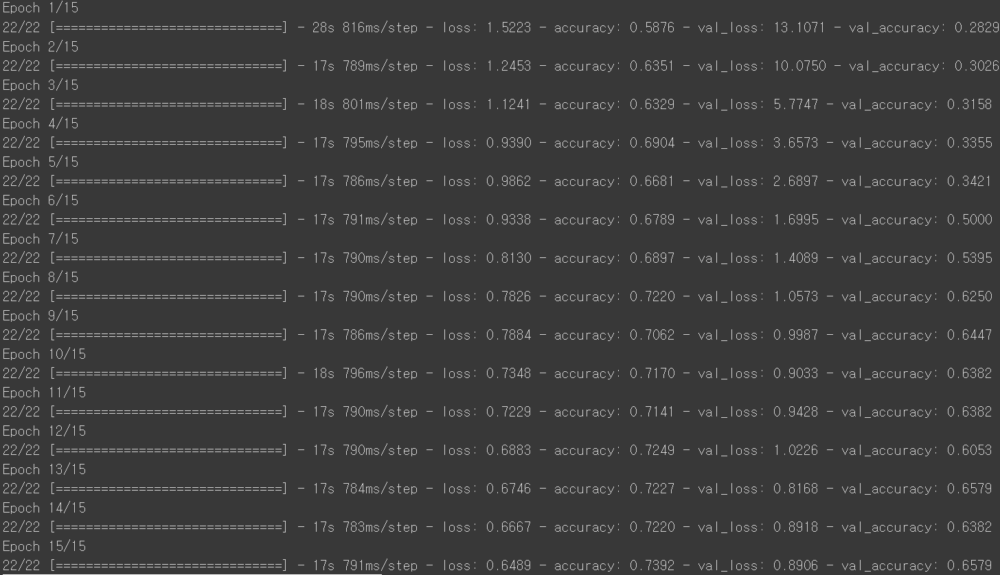 Epoch 1/15
22/22 [==============================] - 28s 816ms/step - loss: 1.5223 - accuracy: 0.5876 - val_loss: 13.1071 - val_accuracy: 0.2829
Epoch 2/15
22/22 [==============================] - 17s 789ms/step - loss: 1.2453 - accuracy: 0.6351 - val_loss: 10.0750 - val_accuracy: 0.3026
Epoch 3/15
22/22 [==============================] - 18s 801ms/step - loss: 1.1241 - accuracy: 0.6329 - val_loss: 5.7747 - val_accuracy: 0.3158
Epoch 4/15
22/22 [==============================] - 17s 795ms/step - loss: 0.9390 - accuracy: 0.6904 - val_loss: 3.6573 - val_accuracy: 0.3355
Epoch 5/15
22/22 [==============================] - 17s 786ms/step - loss: 0.9862 - accuracy: 0.6681 - val_loss: 2.6897 - val_accuracy: 0.3421
Epoch 6/15
22/22 [==============================] - 17s 791ms/step - loss: 0.9338 - accuracy: 0.6789 - val_loss: 1.6995 - val_accuracy: 0.5000
Epoch 7/15
22/22 [==============================] - 17s 790ms/step - loss: 0.8130 - accuracy: 0.6897 - val_loss: 1.4089 - val_accuracy: 0.5395
Epoch 8/15
22/22 [==============================] - 17s 790ms/step - loss: 0.7826 - accuracy: 0.7220 - val_loss: 1.0573 - val_accuracy: 0.6250
Epoch 9/15
22/22 [==============================] - 17s 786ms/step - loss: 0.7884 - accuracy: 0.7062 - val_loss: 0.9987 - val_accuracy: 0.6447
Epoch 10/15
22/22 [==============================] - 18s 796ms/step - loss: 0.7348 - accuracy: 0.7170 - val_loss: 0.9033 - val_accuracy: 0.6382
Epoch 11/15
22/22 [==============================] - 17s 790ms/step - loss: 0.7229 - accuracy: 0.7141 - val_loss: 0.9428 - val_accuracy: 0.6382
Epoch 12/15
22/22 [==============================] - 17s 790ms/step - loss: 0.6883 - accuracy: 0.7249 - val_loss: 1.0226 - val_accuracy: 0.6053
Epoch 13/15
22/22 [==============================] - 17s 784ms/step - loss: 0.6746 - accuracy: 0.7227 - val_loss: 0.8168 - val_accuracy: 0.6579
Epoch 14/15
22/22 [==============================] - 17s 783ms/step - loss: 0.6667 - accuracy: 0.7220 - val_loss: 0.8918 - val_accuracy: 0.6382
Epoch 15/15
22/22 [==============================] - 17s 791ms/step - loss: 0.6489 - accuracy: 0.7392 - val_loss: 0.8906 - val_accuracy: 0.6579